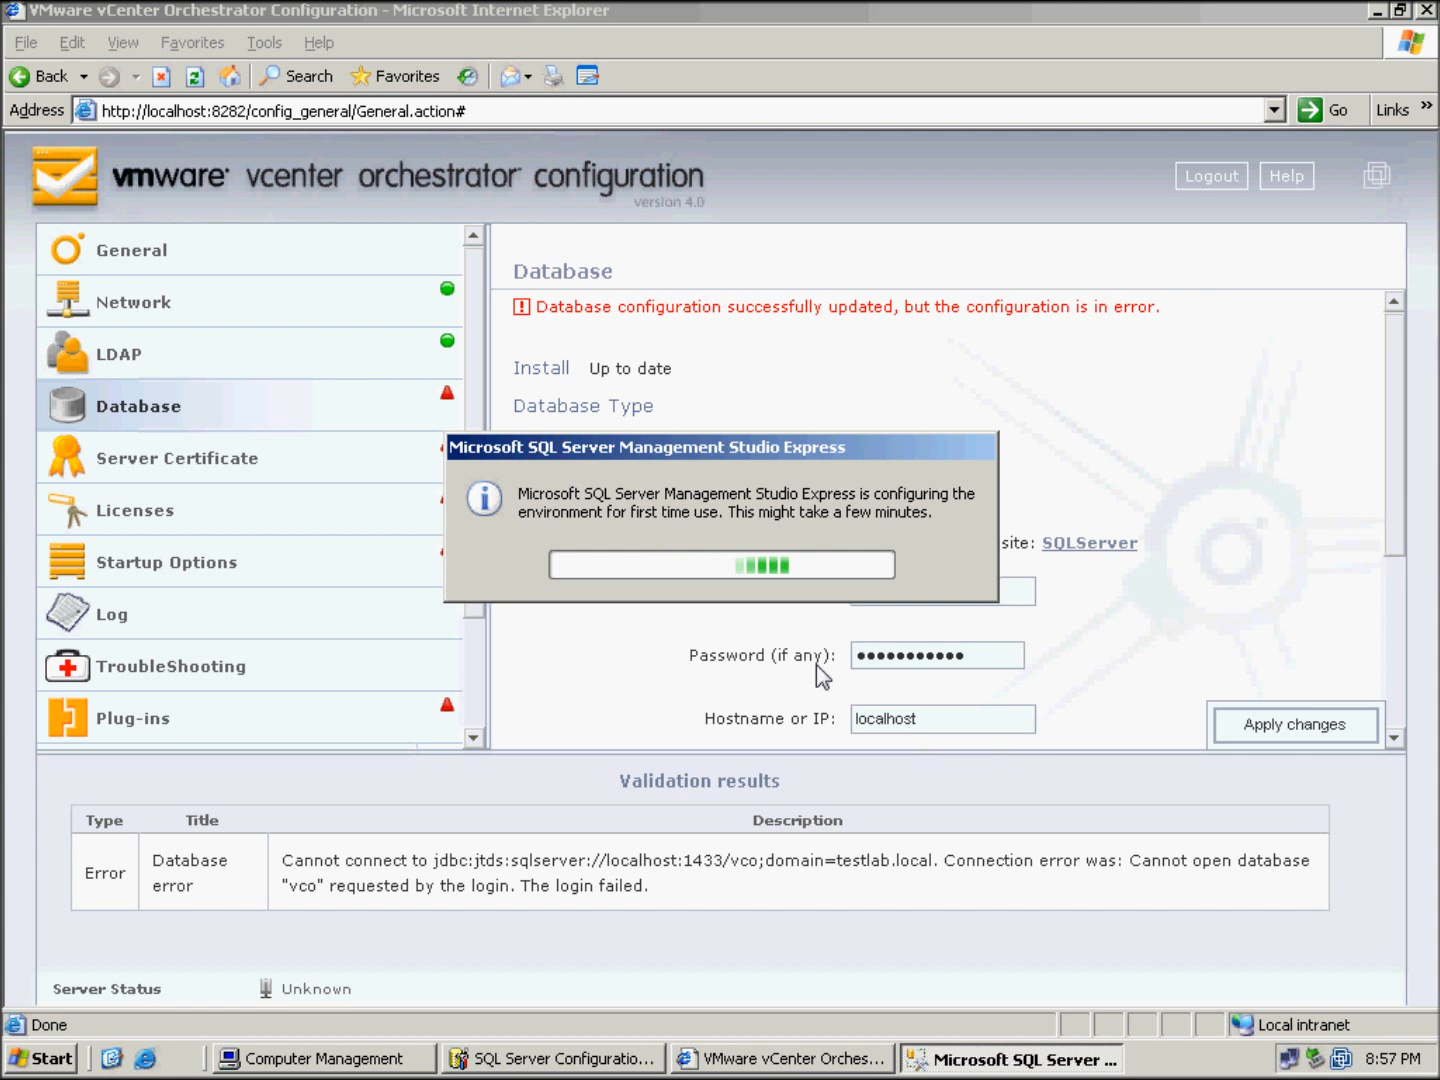 VMware vCenter Orchestrator Configuration - Microsoft Internet Explorer
File Edit View Favorites Tools Help
Back Search Favorites
Address http://localhost:8282/config_general/General.action# Go Links »
vmware vcenter orchestrator configuration
version 4.0
Logout Help
General
Network
LDAP
Database
Server Certificate
Licenses
Startup Options
Log
TroubleShooting
Plug-ins
Database
Database configuration successfully updated, but the configuration is in error.
Install Up to date
Database Type
Microsoft SQL Server Management Studio Express
Microsoft SQL Server Management Studio Express is configuring the
environment for first time use. This might take a few minutes.
site: SQLServer
Password (if any): •••••••••••
Hostname or IP: localhost
Apply changes
Validation results
Type Title Description
Error Database error Cannot connect to jdbc:jtds:sqlserver://localhost:1433/vco;domain=testlab.local. Connection error was: Cannot open database
"vco" requested by the login. The login failed.
Server Status Unknown
Done Local intranet
Start Computer Management SQL Server Configuratio... VMware vCenter Orches... Microsoft SQL Server ... 8:57 PM